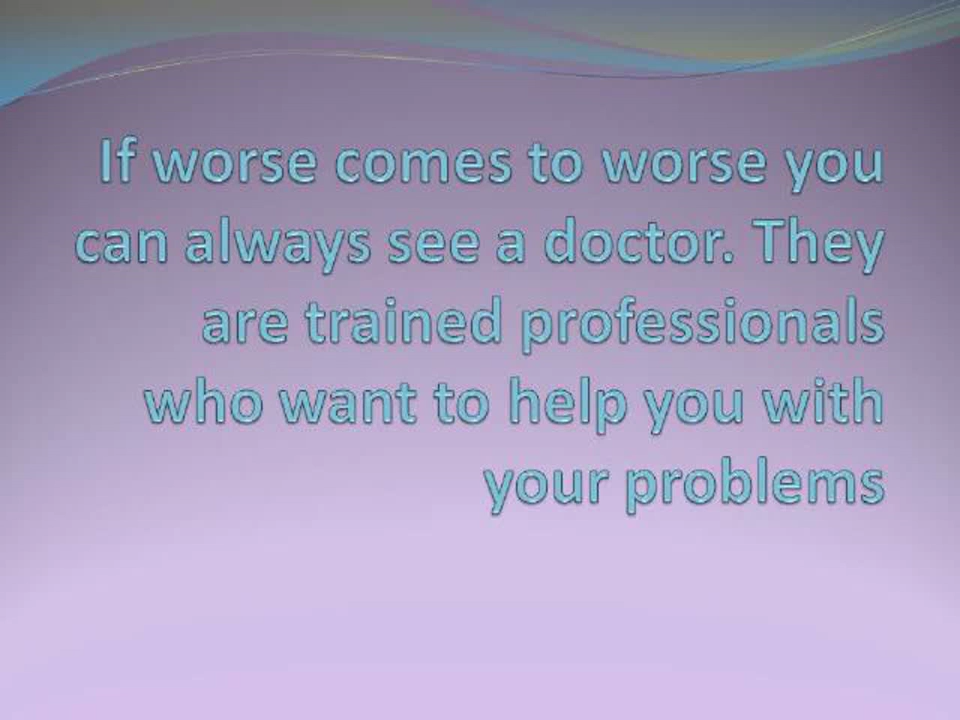 If worse comes to worse you
can always see a doctor. They
are trained professionals
who want to help you with
your problems